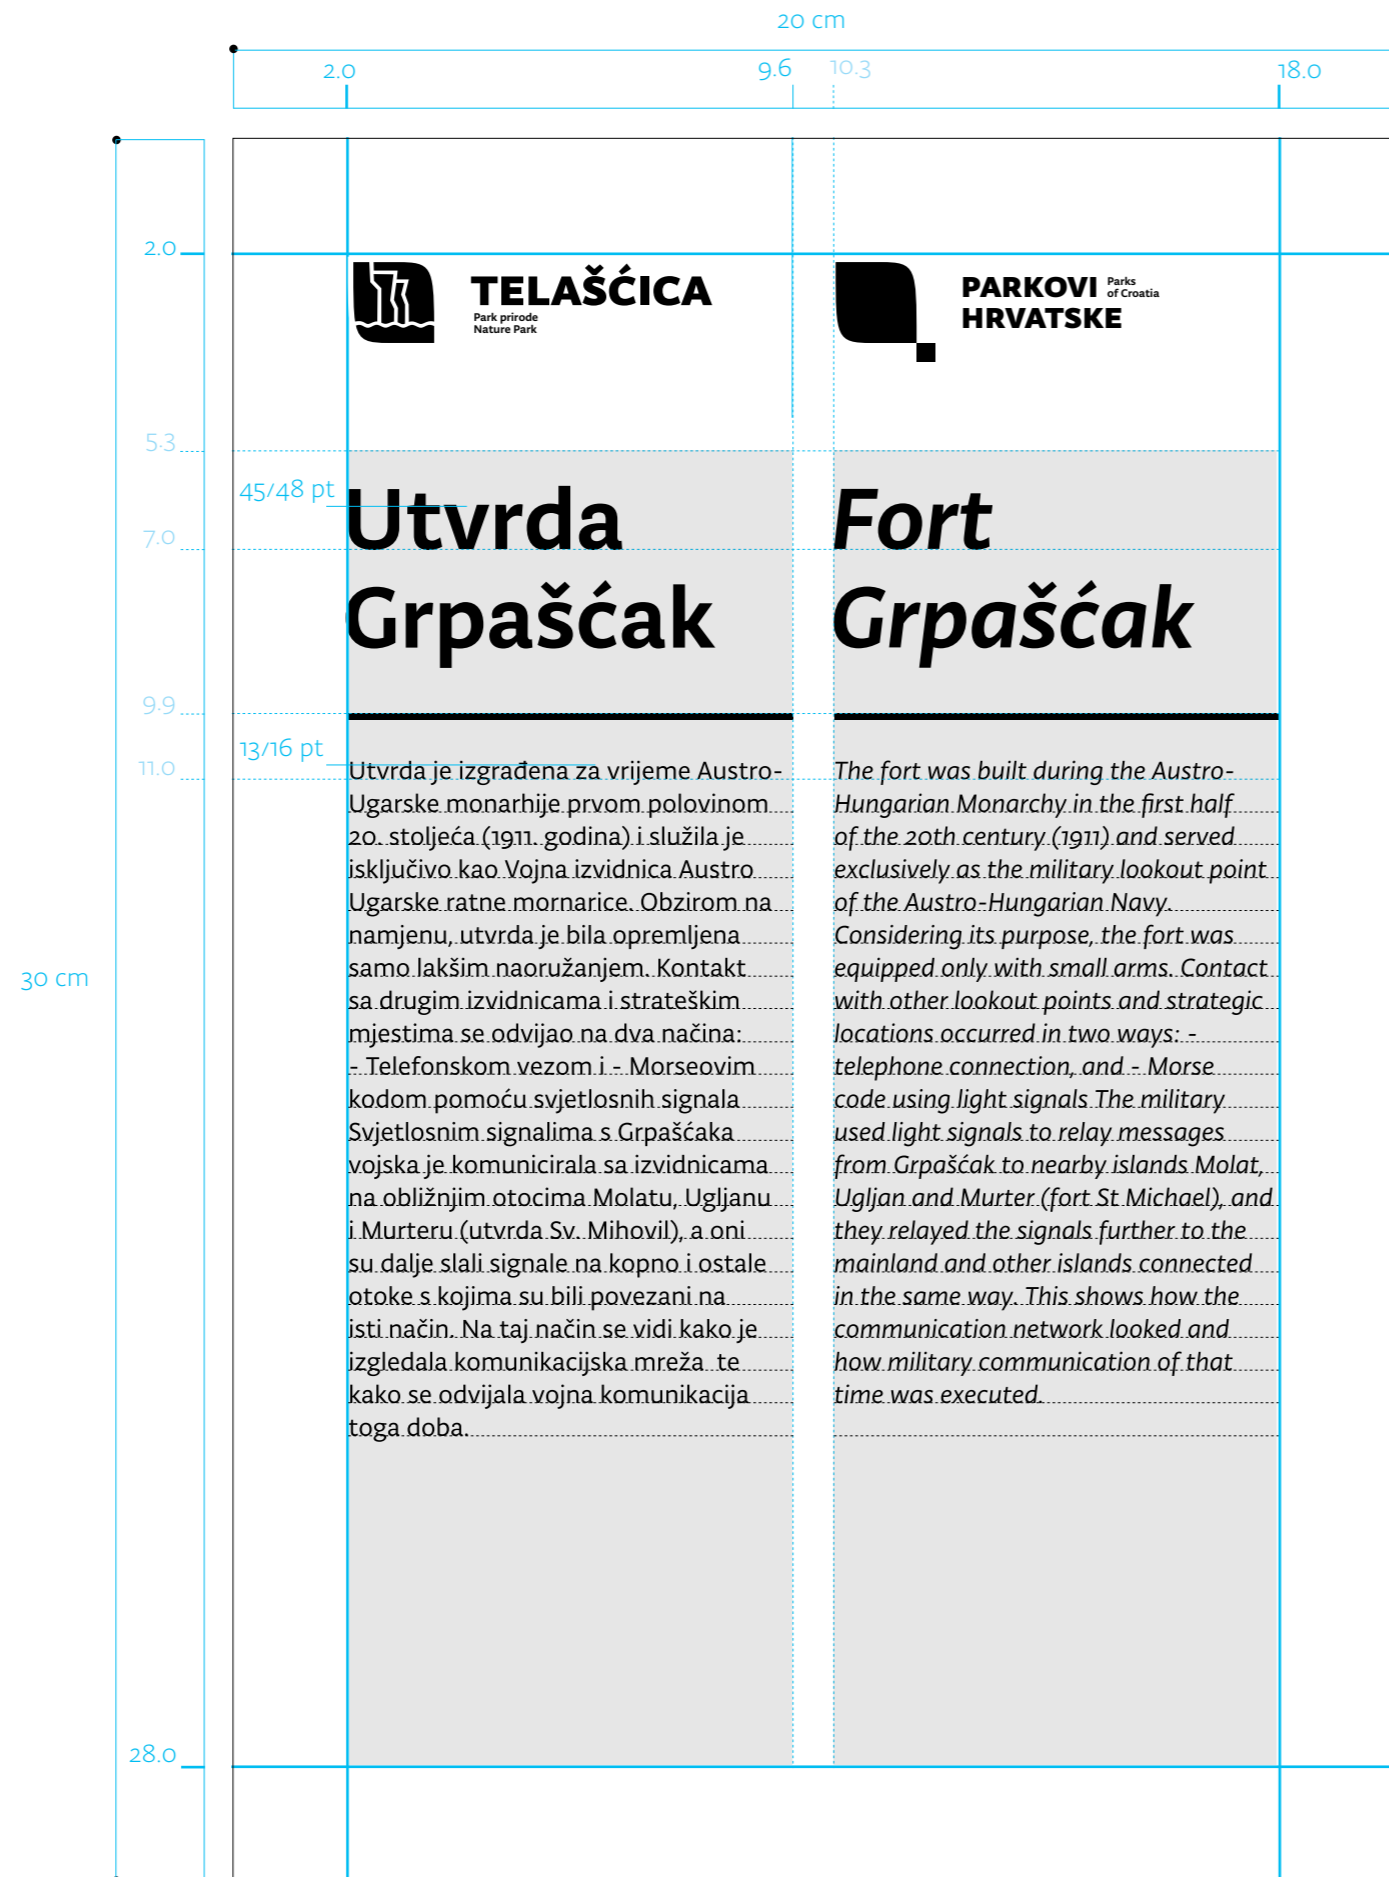 20 cm
2.0
9.6
10.3
18.0
2.0
TELAŠĆICA
Park prirode
Nature Park
PARKOVI
HRVATSKE
Parks
of Croatia
5.3
45/48 pt
7.0
Utvrda
Grpašćak
Fort
Grpašćak
9.9
13/16 pt
11.0
30 cm
28.0
Utvrda je izgrađena za vrijeme Austro-
Ugarske monarhije prvom polovinom
20. stoljeća (1911. godina) i služila je
isključivo kao Vojna izvidnica Austro
Ugarske ratne mornarice. Obzirom na
namjenu, utvrda je bila opremljena
samo lakšim naoružanjem. Kontakt
sa drugim izvidnicama i strateškim
mjestima se odvijao na dva načina:
- Telefonskom vezom i - Morseovim
kodom pomoću svjetlosnih signala
Svjetlosnim signalima s Grpašćaka
vojska je komunicirala sa izvidnicama
na obližnjim otocima Molatu, Ugljanu
i Murteru (utvrda Sv. Mihovil), a oni
su dalje slali signale na kopno i ostale
otoke s kojima su bili povezani na
isti način. Na taj način se vidi kako je
izgledala komunikacijska mreža  te
kako se odvijala vojna komunikacija
toga doba.
The fort was built during the Austro-
Hungarian Monarchy in the first half
of the 20th century (1911) and served
exclusively as the military lookout point
of the Austro-Hungarian Navy.
Considering its purpose, the fort was
equipped only with small arms. Contact
with other lookout points and strategic
locations occurred in two ways: -
telephone connection, and - Morse
code using light signals The military
used light signals to relay messages
from Grpašćak to nearby islands Molat,
Ugljan and Murter (fort St Michael), and
they relayed the signals further to the
mainland and other islands connected
in the same way. This shows how the
communication network looked and
how military communication of that
time was executed.